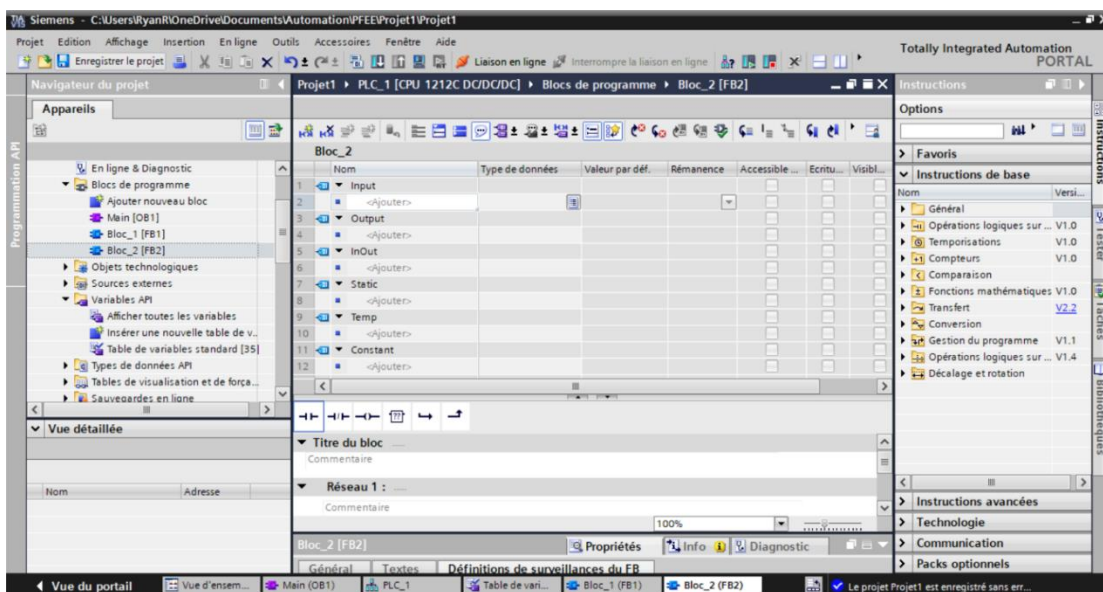 Siemens - C:\Users\RyanR\OneDrive\Documents\Automation\PFEE\Projet1\Projet1
Projet Edition Affichage Insertion En ligne Outils Accessoires Fenêtre Aide
Totally Integrated Automation
PORTAL
Enregistrer le projet Liaison en ligne Interrompre la liaison en ligne
Navigateur du projet
Projet1 PLC_1 [CPU 1212C DC/DC/DC] Blocs de programme Bloc_2 [FB2]
Instructions
Appareils
Options
Programmation API
En ligne & Diagnostic
Blocs de programme
Ajouter nouveau bloc
Main [OB1]
Bloc_1 [FB1]
Bloc_2 [FB2]
Objets technologiques
Sources externes
Variables API
Afficher toutes les variables
Insérer une nouvelle table de v..
Table de variables standard [35]
Types de données API
Tables de visualisation et de força...
Sauvegardes en ligne
Vue détaillée
Nom Adresse
Bloc_2
Nom Type de données Valeur par déf. Rémanence Accessible ... Ecritu... Visibl...
1 Input
2 <Ajouter>
3 Output
4 <Ajouter>
5 InOut
6 <Ajouter>
7 Static
8 <Ajouter>
9 Temp
10 <Ajouter>
11 Constant
12 <Ajouter>
Titre du bloc .....
Commentaire
Réseau 1 : .....
Commentaire
100%
Bloc_2 [FB2] Propriétés Info Diagnostic
Général Textes Définitions de surveillances du FB
Favoris
Instructions de base
Nom Versi...
Général
Opérations logiques sur ... V1.0
Temporisations V1.0
Compteurs V1.0
Comparaison
Fonctions mathématiques V1.0
Transfert V2.2
Conversion
Gestion du programme V1.1
Opérations logiques sur ... V1.4
Décalage et rotation
Instructions avancées
Technologie
Communication
Packs optionnels
Instructions
Tester
Tâches
Bibliothèques
Vue du portail Vue d'ensem... Main (OB1) PLC_1 Table de vari... Bloc_1 (FB1) Bloc_2 (FB2) Le projet Projet1 est enregistré sans err...